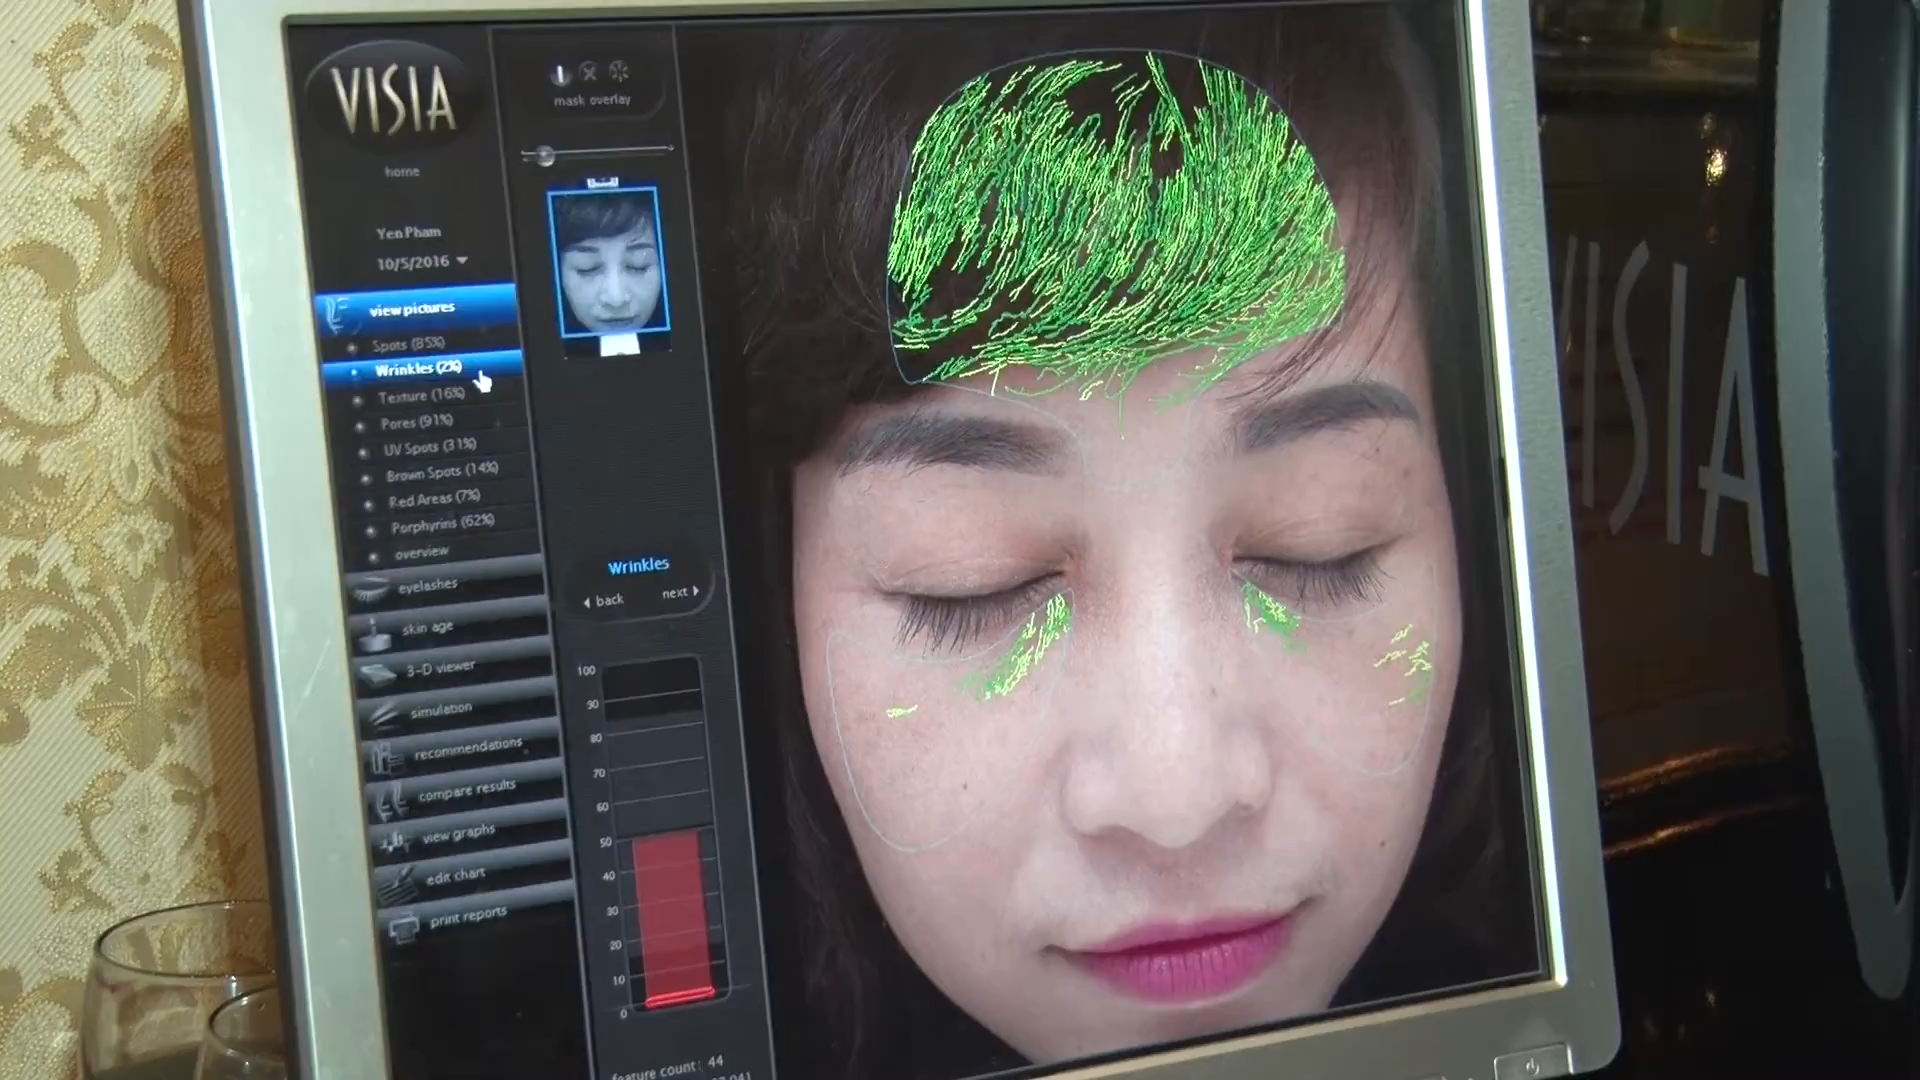 VISIA
home
Yen Pham
10/5/2016
view pictures
Spots (85%)
Wrinkles (2%)
Texture (16%)
Pores (91%)
UV Spots (31%)
Brown Spots (14%)
Red Areas (7%)
Porphyrins (62%)
overview
eyelashes
skin age
3-D viewer
simulation
recommendations
compare results
view graphs
edit chart
print reports
mask overlay
Wrinkles
back next
100
90
80
70
60
50
40
30
20
10
0
feature count: 44
VISIA